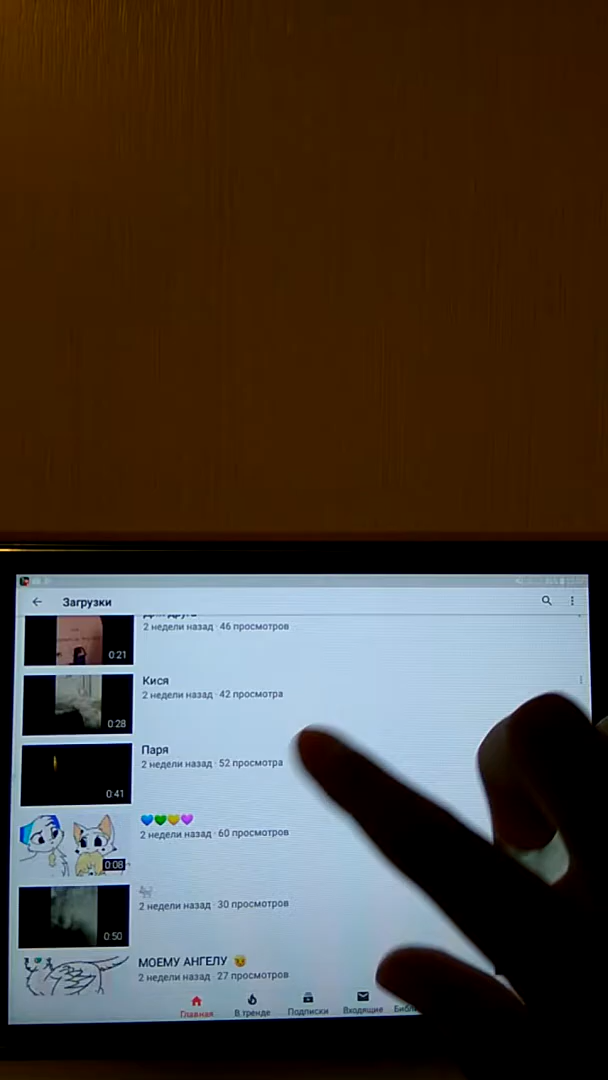 Загрузки
2 недели назад · 46 просмотров
0:21
Кися
2 недели назад · 42 просмотра
0:28
Паря
2 недели назад · 52 просмотра
0:41
💙💚💛💜
2 недели назад · 60 просмотров
0:08
2 недели назад · 30 просмотров
0:50
МОЕМУ АНГЕЛУ
2 недели назад · 27 просмотров
Главная
В тренде
Подписки
Входящие